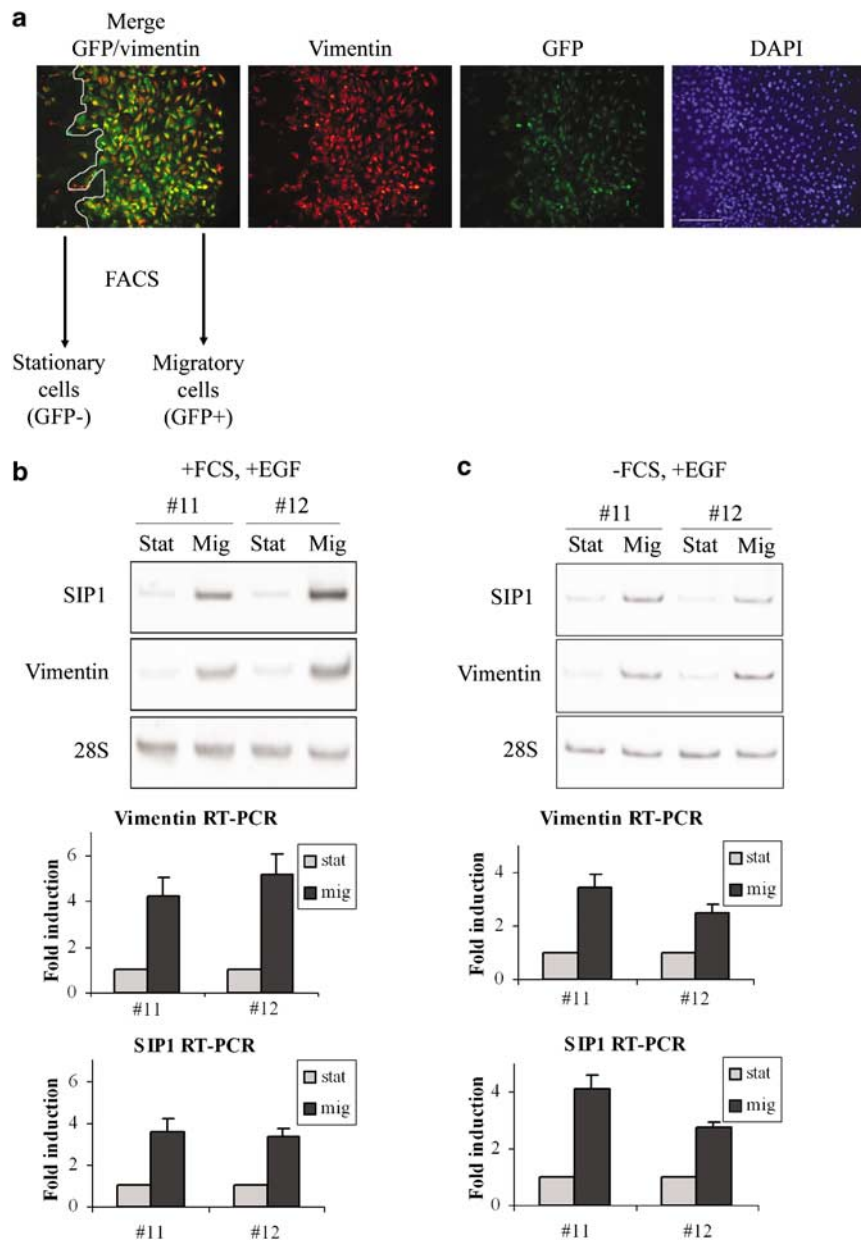 a
Merge
GFP/vimentin
Vimentin
GFP
DAPI
FACS
Stationary
cells
(GFP-)
Migratory
cells
(GFP+)
b
+FCS, +EGF
#11 #12
Stat Mig Stat Mig
SIP1
Vimentin
28S
Vimentin RT-PCR
Fold induction
6
4
2
0
stat
mig
#11 #12
SIP1 RT-PCR
Fold induction
6
4
2
0
stat
mig
#11 #12
c
-FCS, +EGF
#11 #12
Stat Mig Stat Mig
SIP1
Vimentin
28S
Vimentin RT-PCR
Fold induction
4
2
0
stat
mig
#11 #12
SIP1 RT-PCR
Fold induction
4
2
0
stat
mig
#11 #12